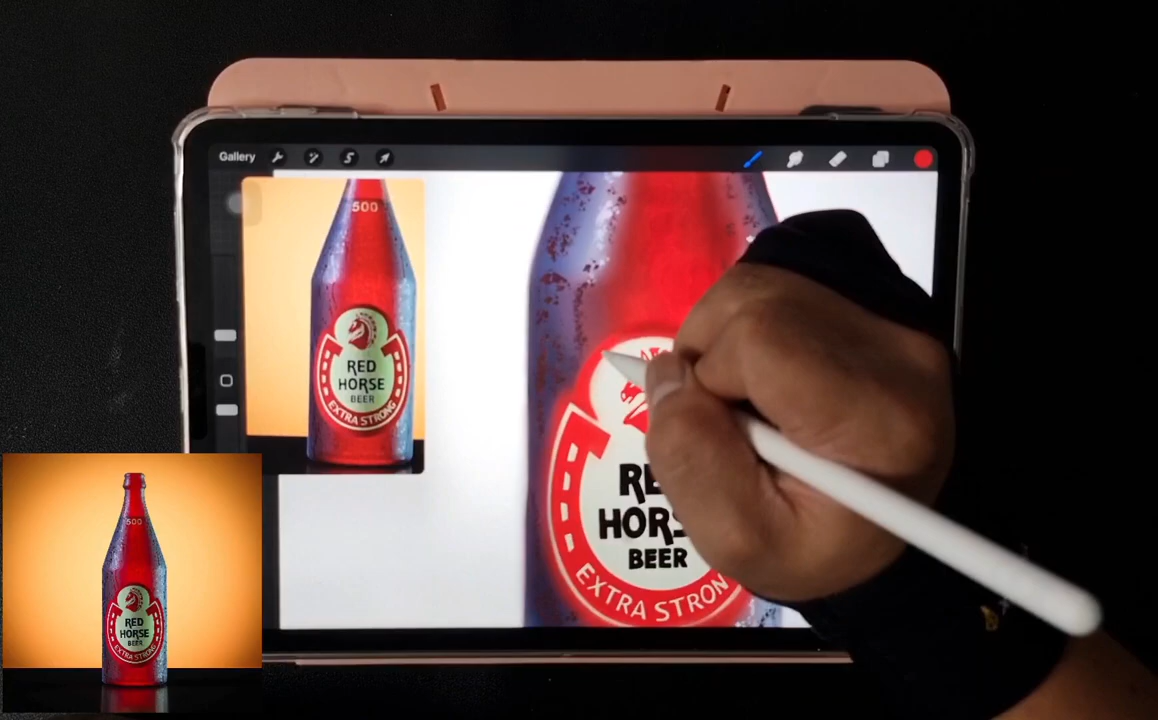 Gallery
500
RED
HORSE
BEER
EXTRA STRONG
RE
HORS
BEER
EXTRA STRON
500
RED
HORSE
BEER
EXTRA STRONG